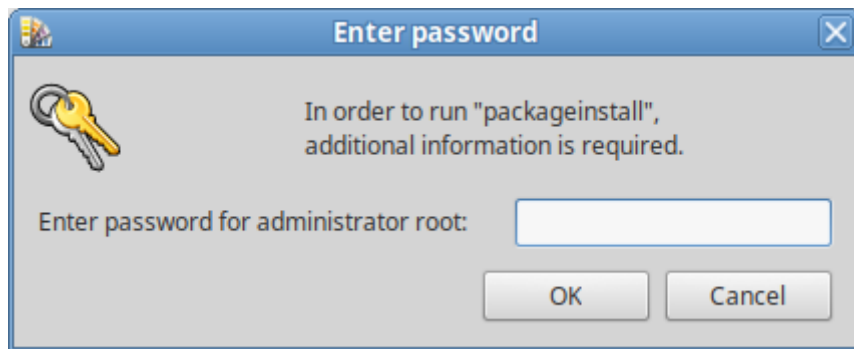 Enter password
In order to run "packageinstall",
additional information is required.
Enter password for administrator root:
OK
Cancel